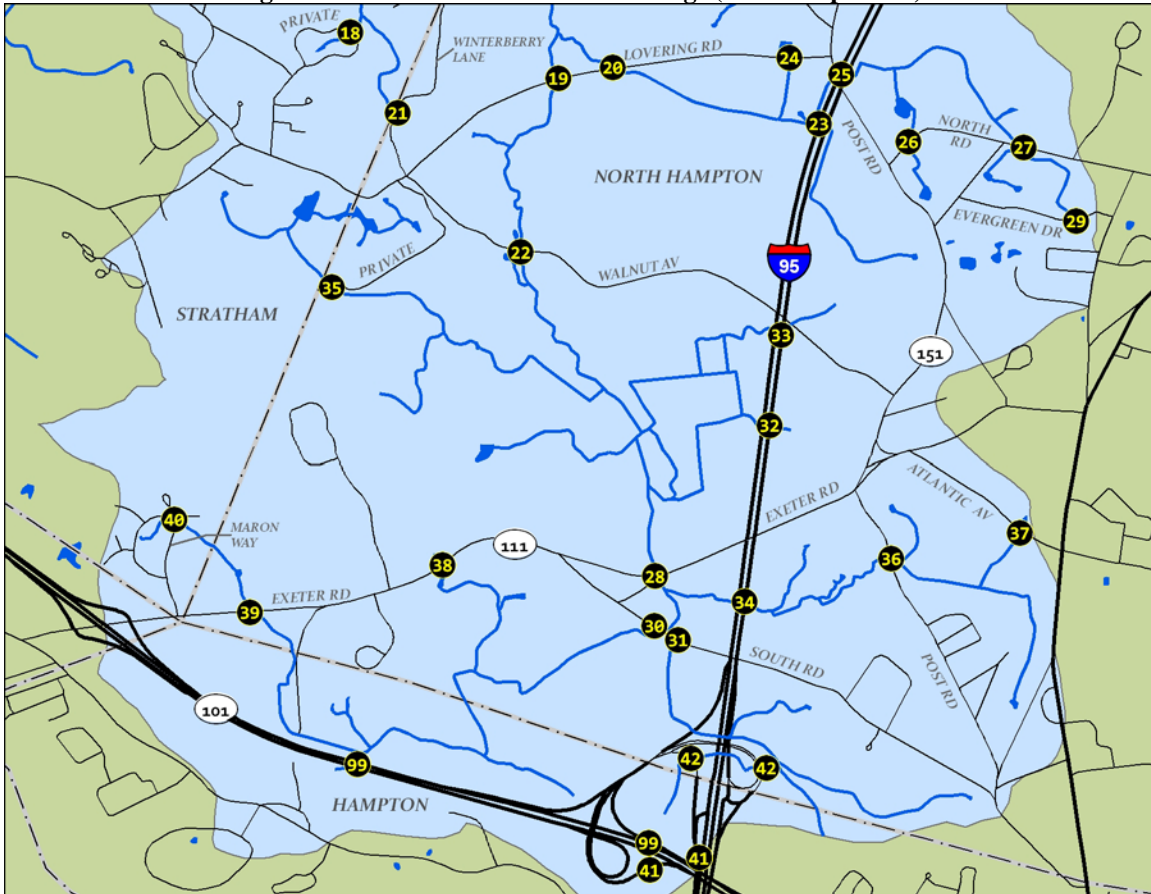 PRIVATE
18
WINTERBERRY
LANE
LOVERING RD
24
19
20
25
21
23
POST RD
26
NORTH
RD
27
NORTH HAMPTON
29
EVERGREEN DR
22
PRIVATE
WALNUT AV
95
35
STRATHAM
33
151
32
EXETER RD
ATLANTIC AV
40
MARON
WAY
111
37
38
36
28
EXETER RD
39
34
30
31
SOUTH RD
POST RD
101
99
42
42
HAMPTON
99
41
41